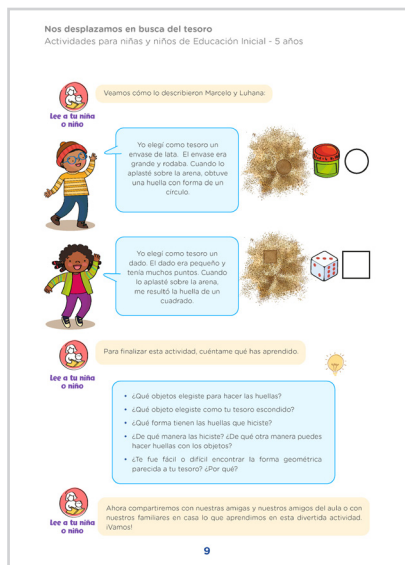 Nos desplazamos en busca del tesoro
Actividades para niñas y niños de Educación Inicial - 5 años
Lee a tu niña
o niño
Veamos cómo lo describieron Marcelo y Luhana:
Yo elegí como tesoro un
envase de lata. El envase era
grande y rodaba. Cuando lo
aplasté sobre la arena, obtuve
una huella con forma de un
círculo.
Yo elegí como tesoro un
dado. El dado era pequeño y
tenía muchos puntos. Cuando
lo aplasté sobre la arena,
me resultó la huella de un
cuadrado.
Lee a tu niña
o niño
Para finalizar esta actividad, cuéntame qué has aprendido.
• ¿Qué objetos elegiste para hacer las huellas?
• ¿Qué objeto elegiste como tu tesoro escondido?
• ¿Qué forma tienen las huellas que hiciste?
• ¿De qué manera las hiciste? ¿De qué otra manera puedes
hacer huellas con los objetos?
• ¿Te fue fácil o difícil encontrar la forma geométrica
parecida a tu tesoro? ¿Por qué?
Lee a tu niña
o niño
Ahora compartiremos con nuestras amigas y nuestros amigos del aula o con
nuestros familiares en casa lo que aprendimos en esta divertida actividad.
¡Vamos!
9